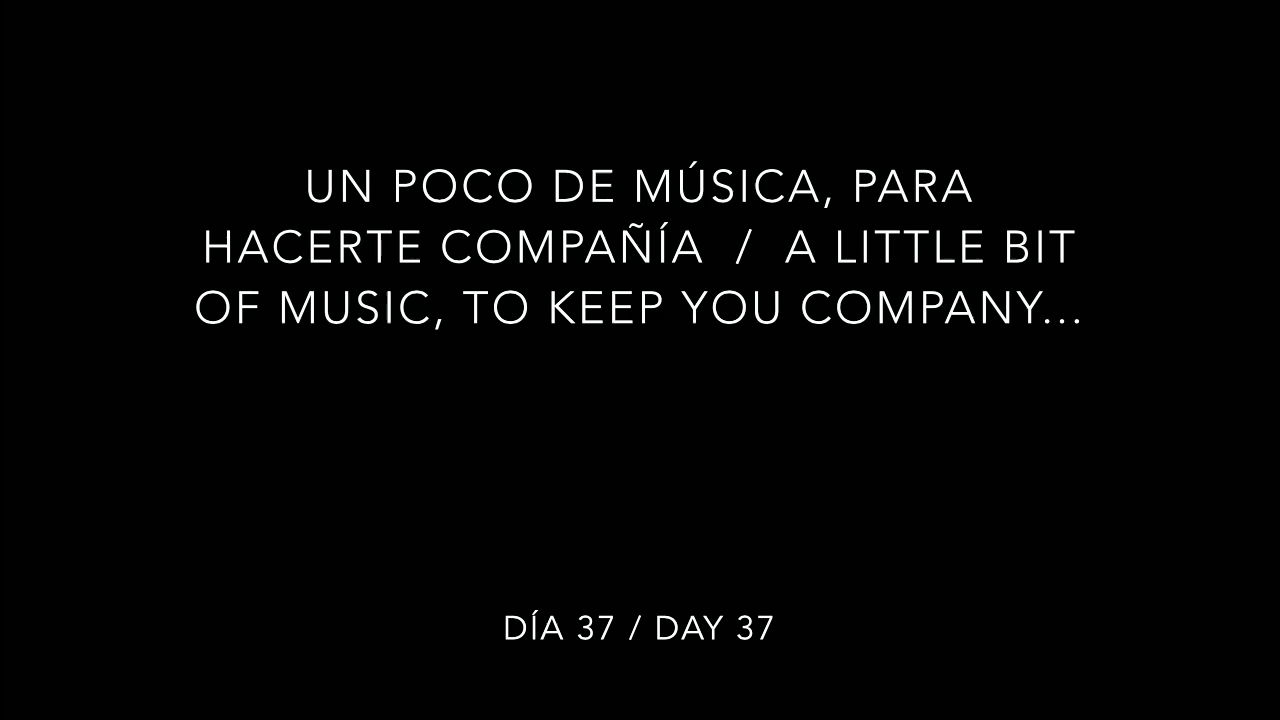 UN POCO DE MÚSICA, PARA
HACERTE COMPAÑÍA / A LITTLE BIT
OF MUSIC, TO KEEP YOU COMPANY...
DÍA 37 / DAY 37